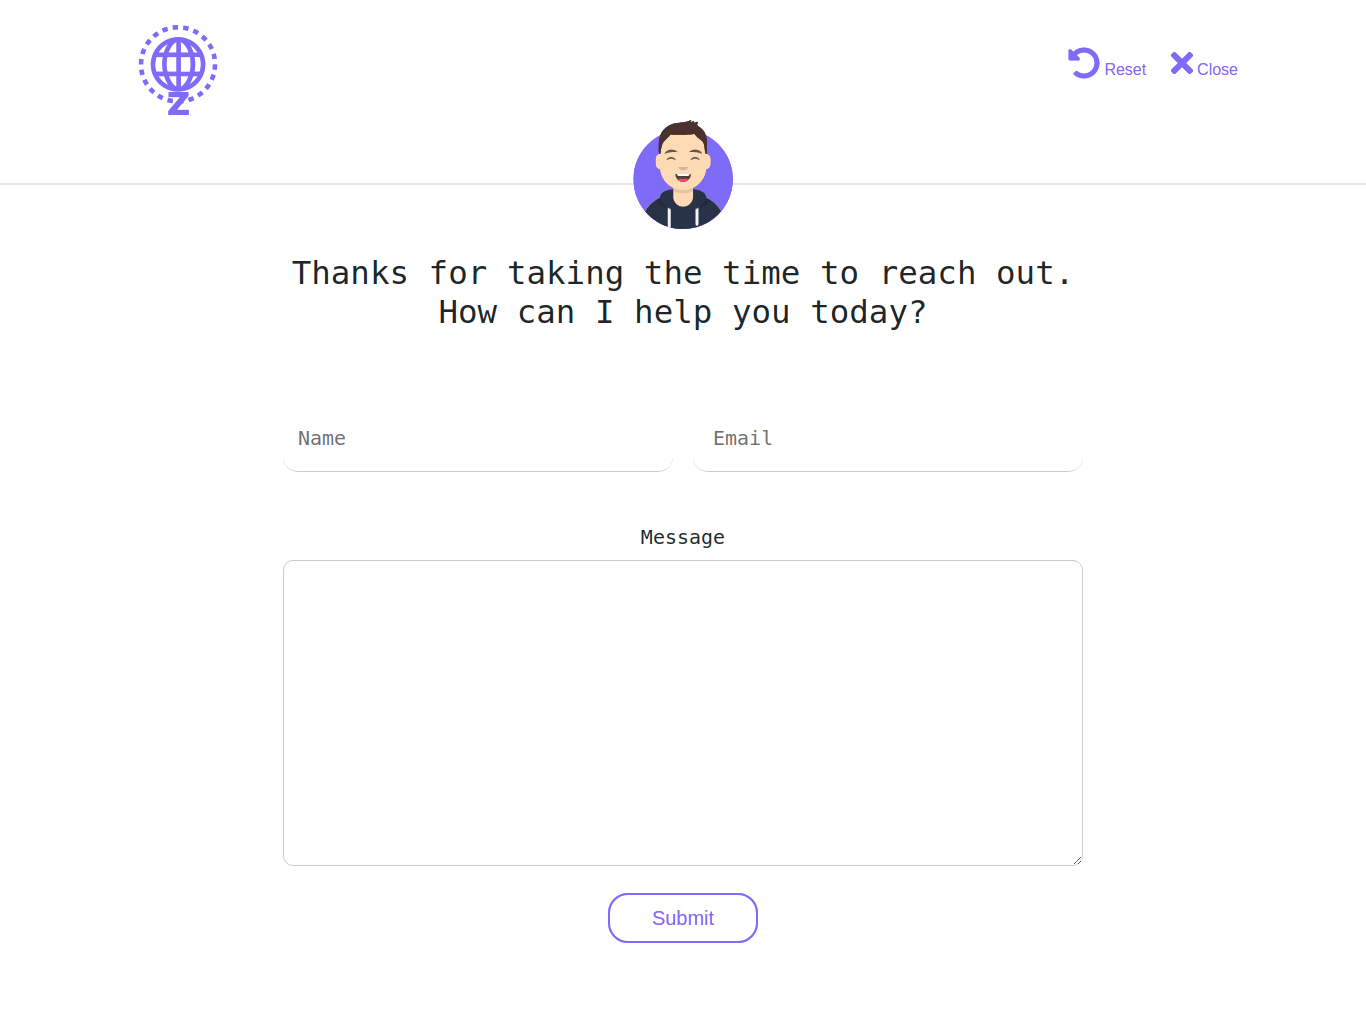 Z
Reset
Close
Thanks for taking the time to reach out.
How can I help you today?
Name
Email
Message
Submit